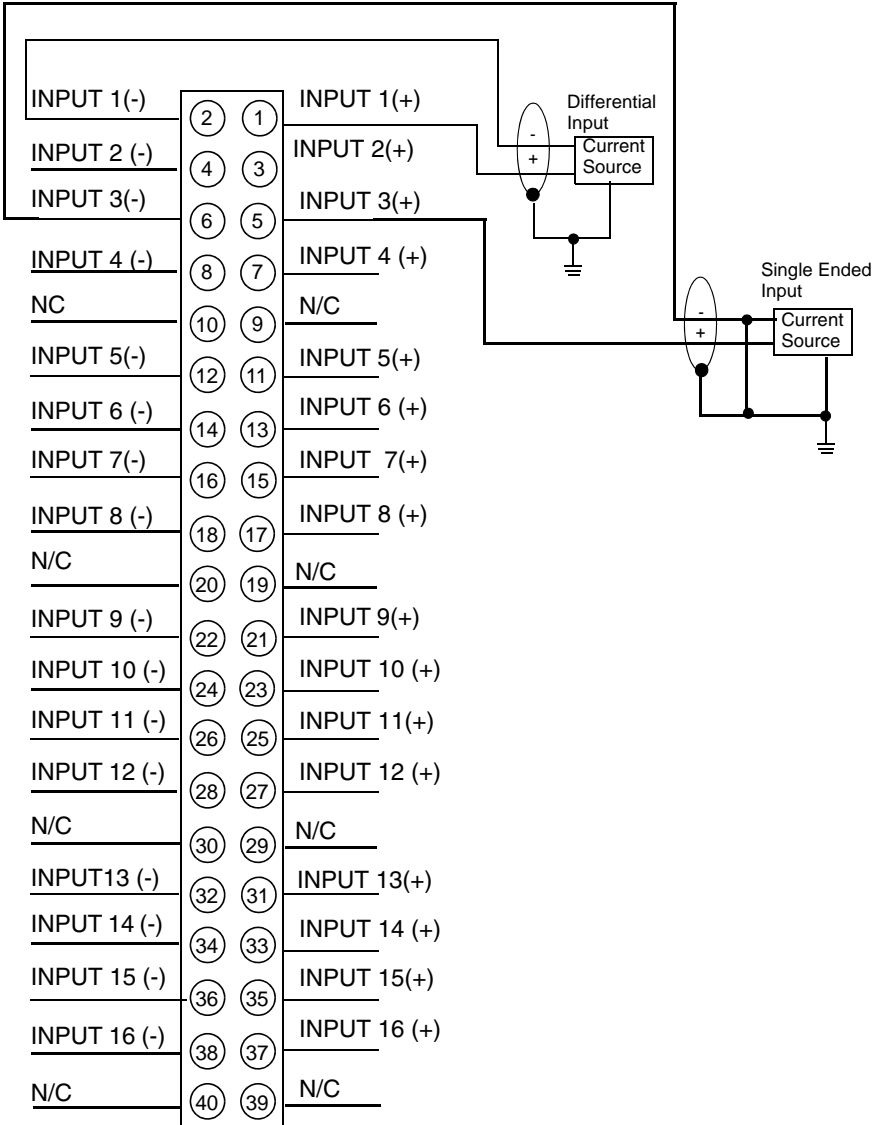 INPUT 1(-) 2 1 INPUT 1(+)
Differential
Input
-
+
Current
Source
INPUT 2 (-) 4 3 INPUT 2(+)
INPUT 3(-) 6 5 INPUT 3(+)
INPUT 4 (-) 8 7 INPUT 4 (+)
Single Ended
Input
-
+
Current
Source
NC 10 9 N/C
INPUT 5(-) 12 11 INPUT 5(+)
INPUT 6 (-) 14 13 INPUT 6 (+)
INPUT 7(-) 16 15 INPUT 7(+)
INPUT 8 (-) 18 17 INPUT 8 (+)
N/C 20 19 N/C
INPUT 9 (-) 22 21 INPUT 9(+)
INPUT 10 (-) 24 23 INPUT 10 (+)
INPUT 11 (-) 26 25 INPUT 11(+)
INPUT 12 (-) 28 27 INPUT 12 (+)
N/C 30 29 N/C
INPUT13 (-) 32 31 INPUT 13(+)
INPUT 14 (-) 34 33 INPUT 14 (+)
INPUT 15 (-) 36 35 INPUT 15(+)
INPUT 16 (-) 38 37 INPUT 16 (+)
N/C 40 39 N/C